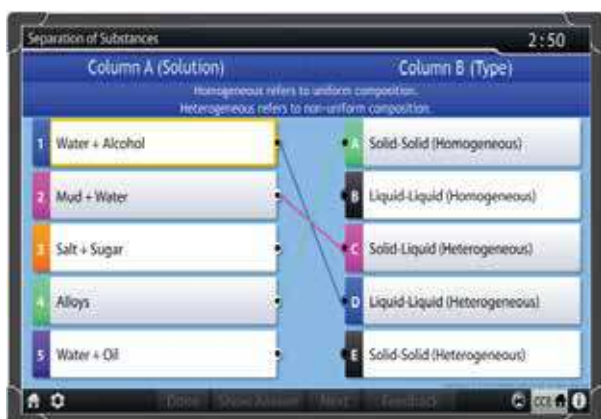 Separation of Substances
2:50
Column A (Solution)
Column B (Type)
Homogeneous refers to uniform composition.
Heterogeneous refers to non-uniform composition.
1 Water + Alcohol
A Solid-Solid (Homogeneous)
2 Mud + Water
B Liquid-Liquid (Homogeneous)
3 Salt + Sugar
C Solid-Liquid (Heterogeneous)
4 Alloys
D Liquid-Liquid (Heterogeneous)
5 Water + Oil
E Solid-Solid (Heterogeneous)
Done Show Answer Next Feedback
CCE